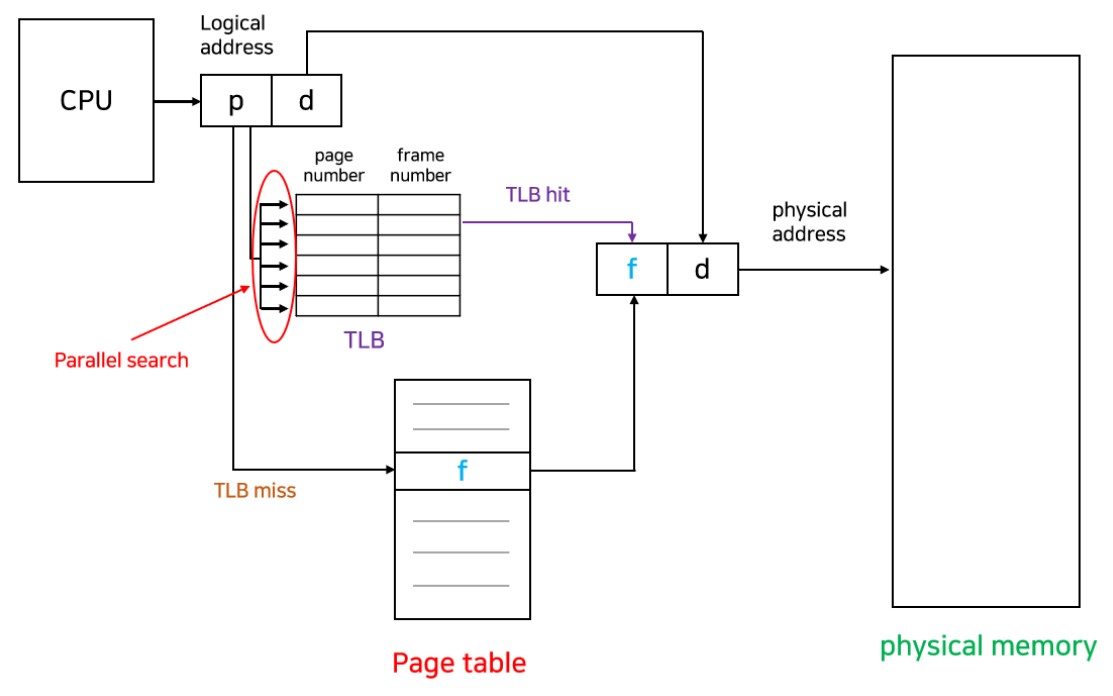 Logical
address
CPU
p
d
page
number
frame
number
TLB hit
physical
address
f
d
TLB
Parallel search
f
TLB miss
Page table
physical memory